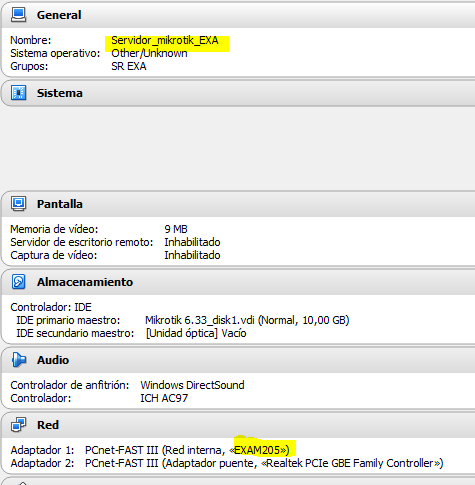 General
Nombre: Servidor_mikrotik_EXA
Sistema operativo: Other/Unknown
Grupos: SR EXA
Sistema
Pantalla
Memoria de vídeo: 9 MB
Servidor de escritorio remoto: Inhabilitado
Captura de vídeo: Inhabilitado
Almacenamiento
Controlador: IDE
IDE primario maestro: Mikrotik 6.33_disk1.vdi (Normal, 10,00 GB)
IDE secundario maestro: [Unidad óptica] Vacío
Audio
Controlador de anfitrión: Windows DirectSound
Controlador: ICH AC97
Red
Adaptador 1: PCnet-FAST III (Red interna, «EXAM205»)
Adaptador 2: PCnet-FAST III (Adaptador puente, «Realtek PCIe GBE Family Controller»)